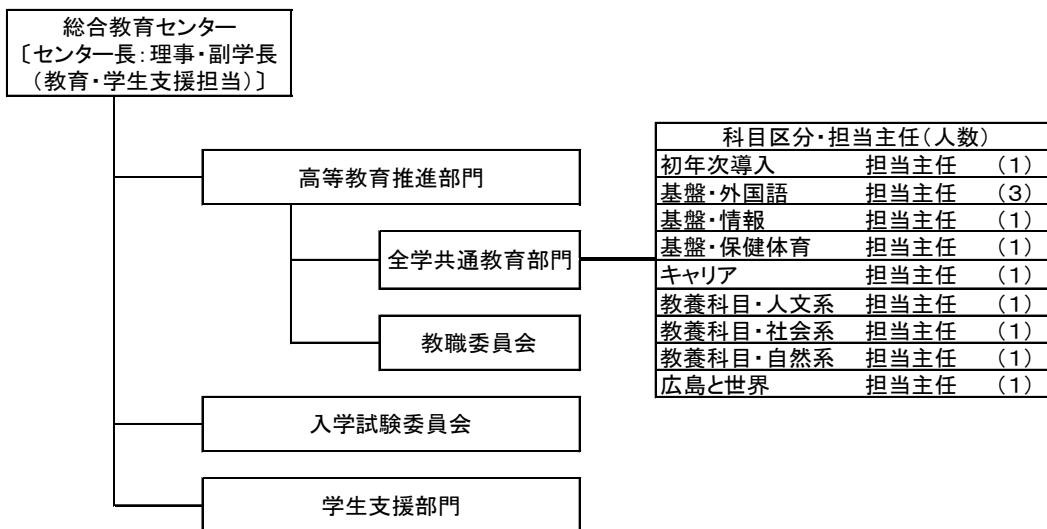 総合教育センター
〔センター長：理事・副学長
（教育・学生支援担当）〕
高等教育推進部門
全学共通教育部門
教職委員会
入学試験委員会
学生支援部門
科目区分・担当主任（人数）
初年次導入 担当主任 （１）
基盤・外国語 担当主任 （３）
基盤・情報 担当主任 （１）
基盤・保健体育 担当主任 （１）
キャリア 担当主任 （１）
教養科目・人文系 担当主任 （１）
教養科目・社会系 担当主任 （１）
教養科目・自然系 担当主任 （１）
広島と世界 担当主任 （１）